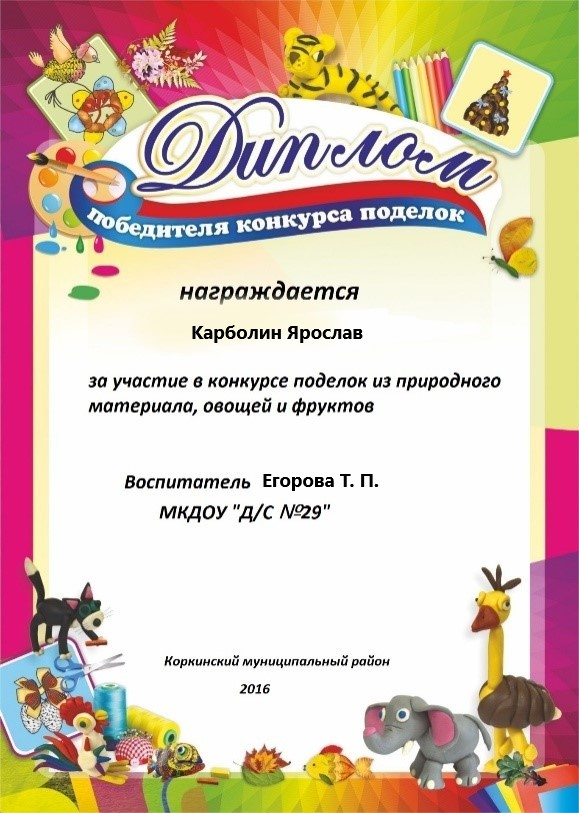 Диплом
победителя конкурса поделок
награждается
Карболин Ярослав
за участие в конкурсе поделок из природного
материала, овощей и фруктов
Воспитатель Егорова Т. П.
МКДОУ "Д/С №29"
Коркинский муниципальный район
2016